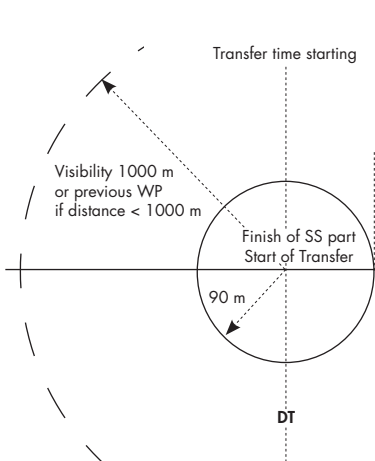 Transfer time starting
Visibility 1000 m
or previous WP
if distance < 1000 m
Finish of SS part
Start of Transfer
90 m
DT